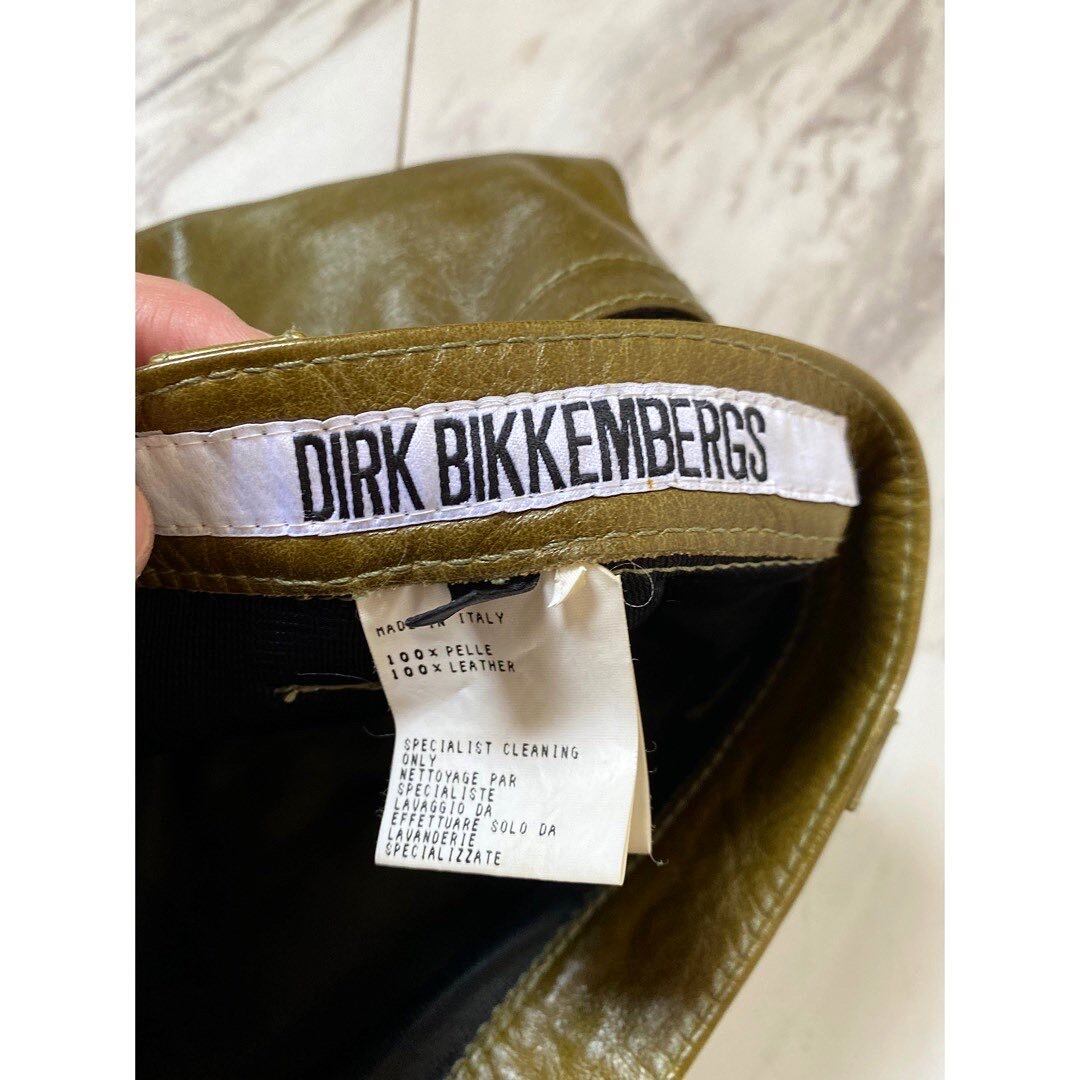 DIRK BIKKEMBERGS
MADE IN ITALY
100% PELLE
100% LEATHER
SPECIALIST CLEANING
ONLY
NETTOYAGE PAR
SPECIALISTE
LAVAGGIO DA
EFFETTUARE SOLO DA
LAVANDERIE
SPECIALIZZATE